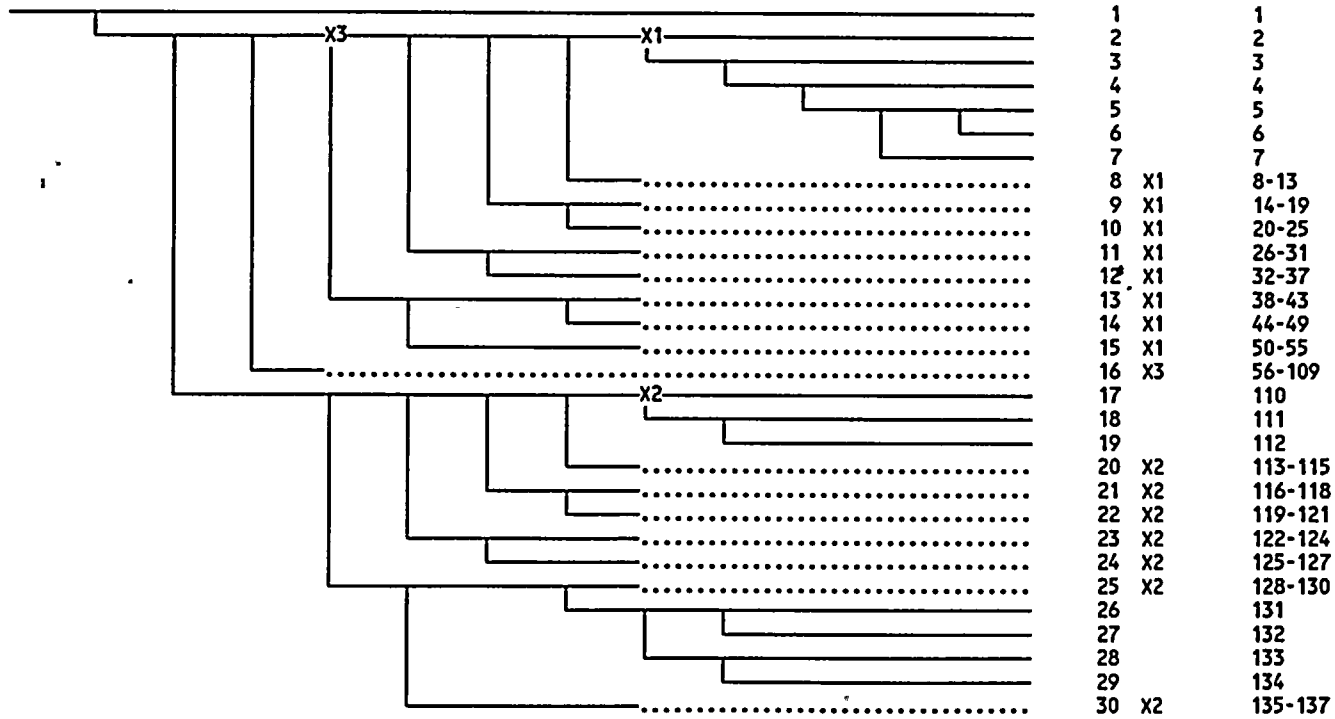 1 1
X3 X1 2 2
3 3
4 4
5 5
6 6
7 7
8 X1 8-13
9 X1 14-19
10 X1 20-25
11 X1 26-31
12 X1 32-37
13 X1 38-43
14 X1 44-49
15 X1 50-55
16 X3 56-109
X2 17 110
18 111
19 112
20 X2 113-115
21 X2 116-118
22 X2 119-121
23 X2 122-124
24 X2 125-127
25 X2 128-130
26 131
27 132
28 133
29 134
30 X2 135-137